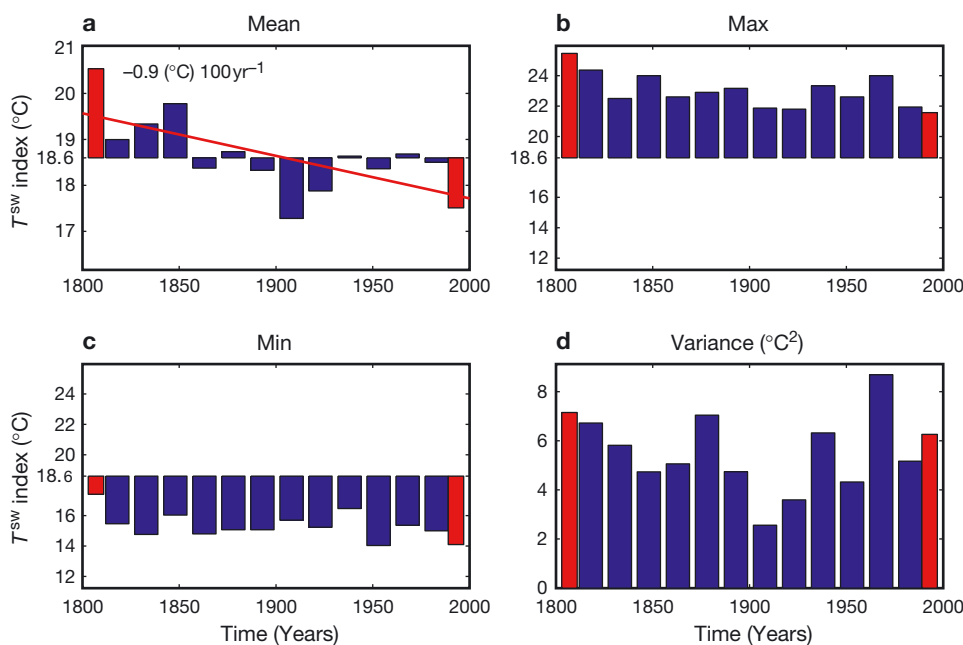 a Mean
21
20
19
18.6
18
17
−0.9 (°C) 100 yr⁻¹
Tˢʷ index (°C)
1800 1850 1900 1950 2000
b Max
24
22
20
18.6
16
14
12
1800 1850 1900 1950 2000
c Min
24
22
20
18.6
16
14
12
Tˢʷ index (°C)
1800 1850 1900 1950 2000
Time (Years)
d Variance (°C²)
8
6
4
2
0
1800 1850 1900 1950 2000
Time (Years)